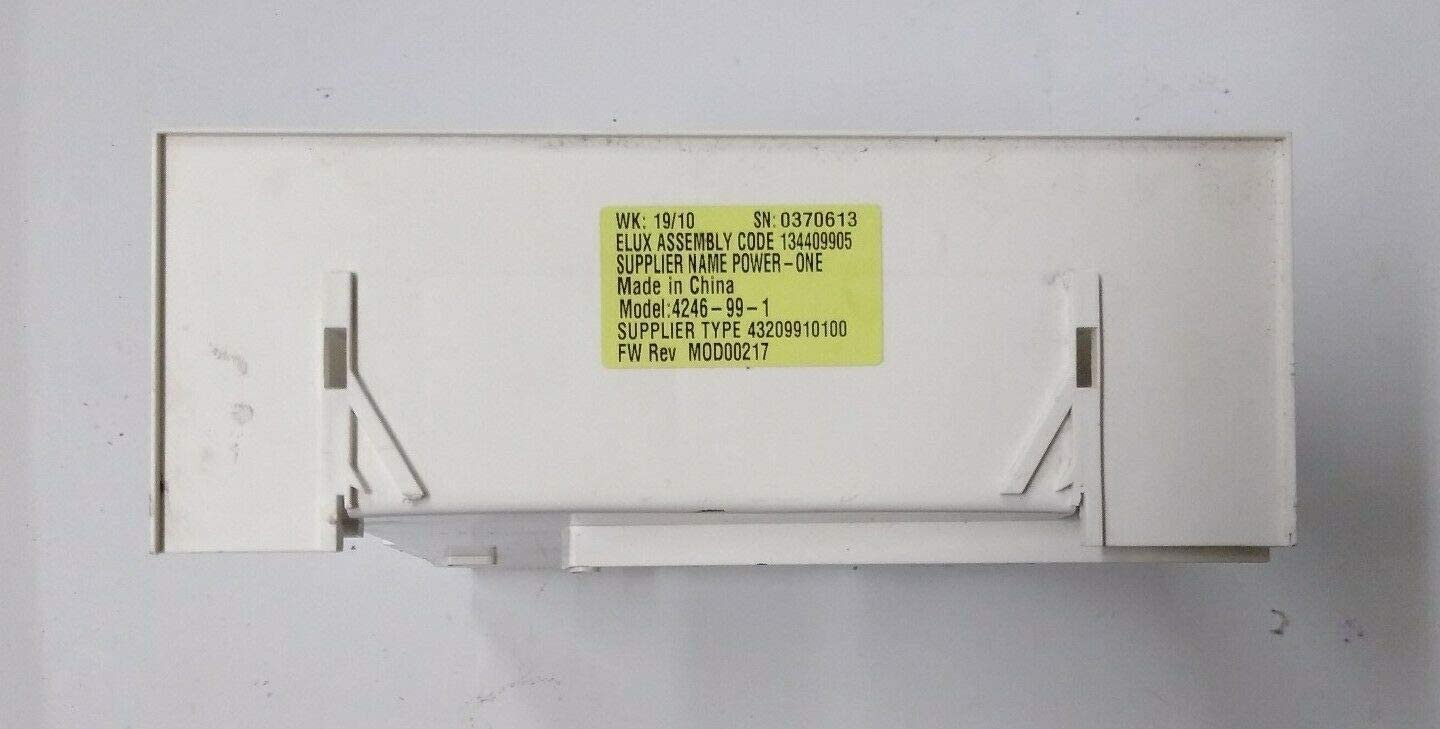 WK: 19/10 SN: 0370613
ELUX ASSEMBLY CODE 134409905
SUPPLIER NAME POWER-ONE
Made in China
Model:4246-99-1
SUPPLIER TYPE 43209910100
FW Rev MOD00217